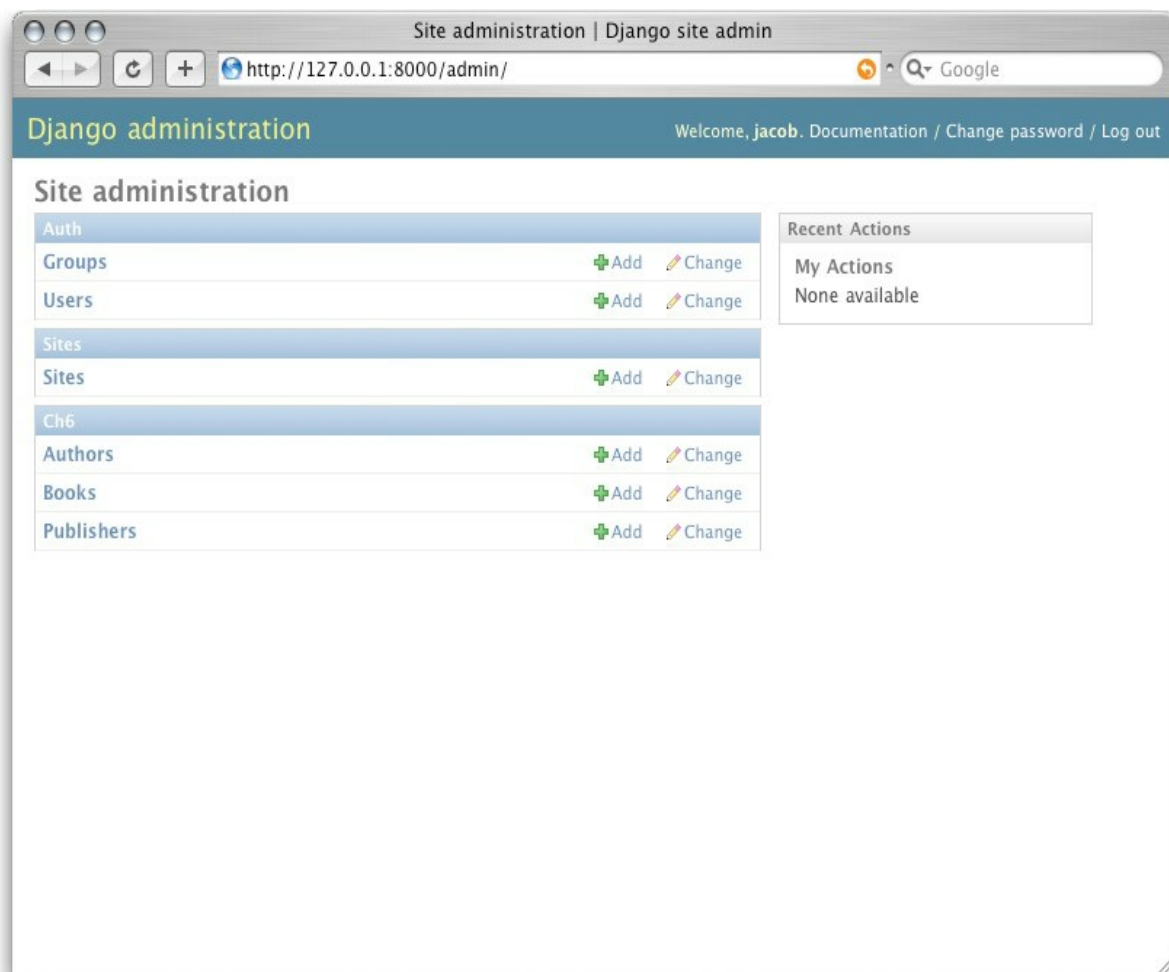 Site administration | Django site admin
http://127.0.0.1:8000/admin/
Google
Django administration
Welcome, jacob. Documentation / Change password / Log out
Site administration
Auth
Groups Add Change
Users Add Change
Sites
Sites Add Change
Ch6
Authors Add Change
Books Add Change
Publishers Add Change
Recent Actions
My Actions
None available